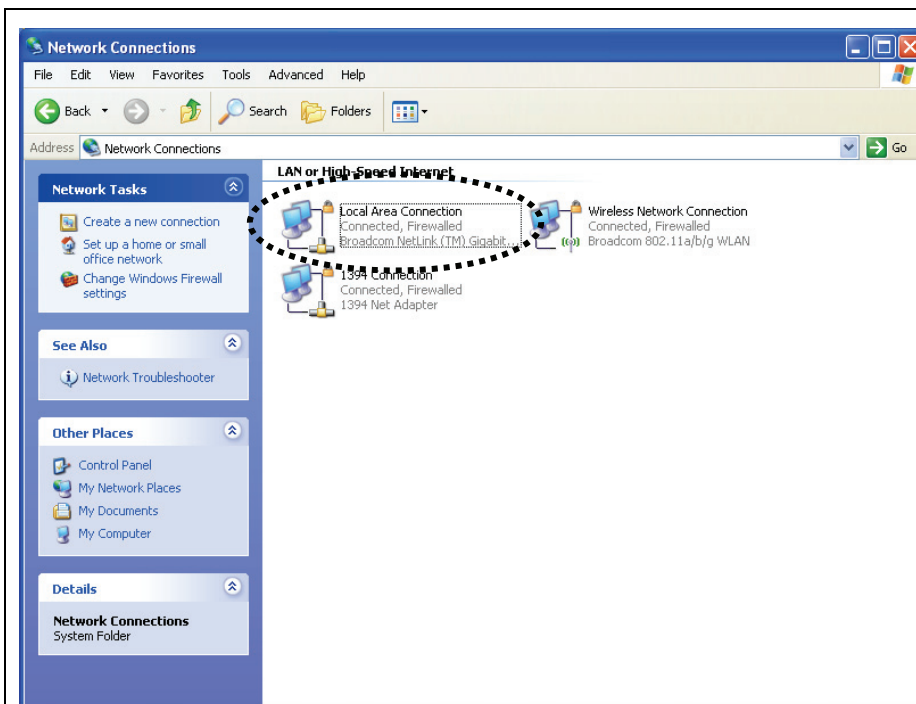 Network Connections
File Edit View Favorites Tools Advanced Help
Back Search Folders
Address Network Connections Go
Network Tasks
Create a new connection
Set up a home or small
office network
Change Windows Firewall
settings
See Also
Network Troubleshooter
Other Places
Control Panel
My Network Places
My Documents
My Computer
Details
Network Connections
System Folder
LAN or High-Speed Internet
Local Area Connection
Connected, Firewalled
Broadcom NetLink (TM) Gigabit...
Wireless Network Connection
Connected, Firewalled
Broadcom 802.11a/b/g WLAN
1394 Connection
Connected, Firewalled
1394 Net Adapter